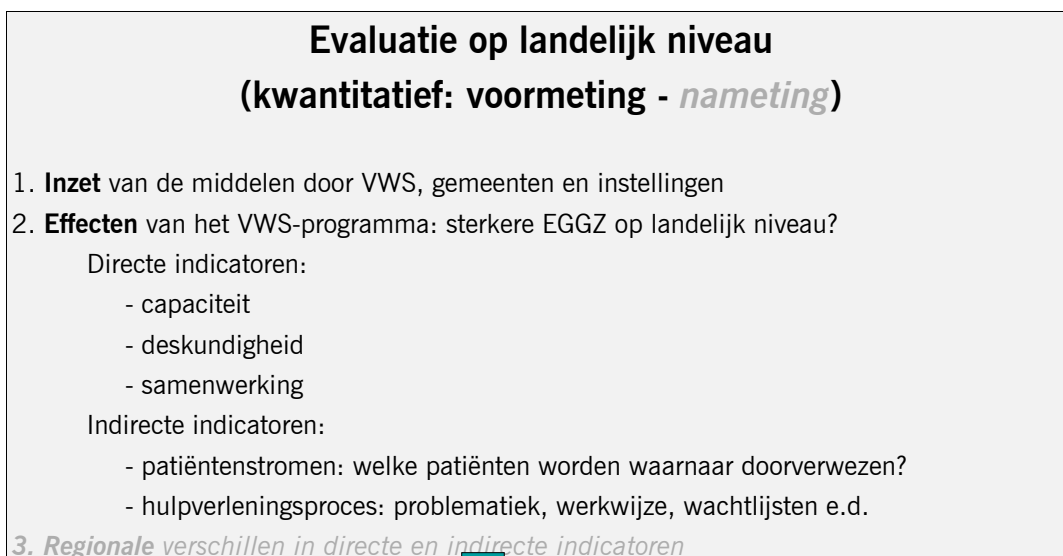 Evaluatie op landelijk niveau
(kwantitatief: voormeting - nameting)
1. Inzet van de middelen door VWS, gemeenten en instellingen
2. Effecten van het VWS-programma: sterkere EGGZ op landelijk niveau?
Directe indicatoren:
- capaciteit
- deskundigheid
- samenwerking
Indirecte indicatoren:
- patiëntenstromen: welke patiënten worden waarnaar doorverwezen?
- hulpverleningsproces: problematiek, werkwijze, wachtlijsten e.d.
3. Regionale verschillen in directe en indirecte indicatoren